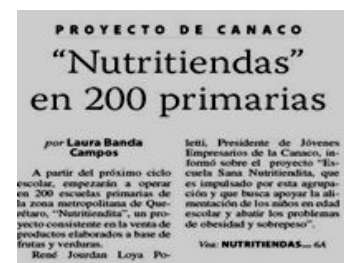 PROYECTO DE CANACO
“Nutritiendas”
en 200 primarias
por Laura Banda
Campos
A partir del próximo ciclo
escolar, empezarán a operar
en 200 escuelas primarias de
la zona metropolitana de Que-
rétaro, “Nutritiendita”, un pro-
yecto consistente en la venta de
productos elaborados a base de
frutas y verduras.
René Jourdan Loya Po-
letti, Presidente de Jóvenes
Empresarios de la Canaco, in-
formó sobre el proyecto “Es-
cuela Sana Nutritiendita, que
es impulsado por esta agrupa-
ción y que busca apoyar la ali-
mentación de los niños en edad
escolar y abatir los problemas
de obesidad y sobrepeso”.
Vea: NUTRITIENDAS... 6A